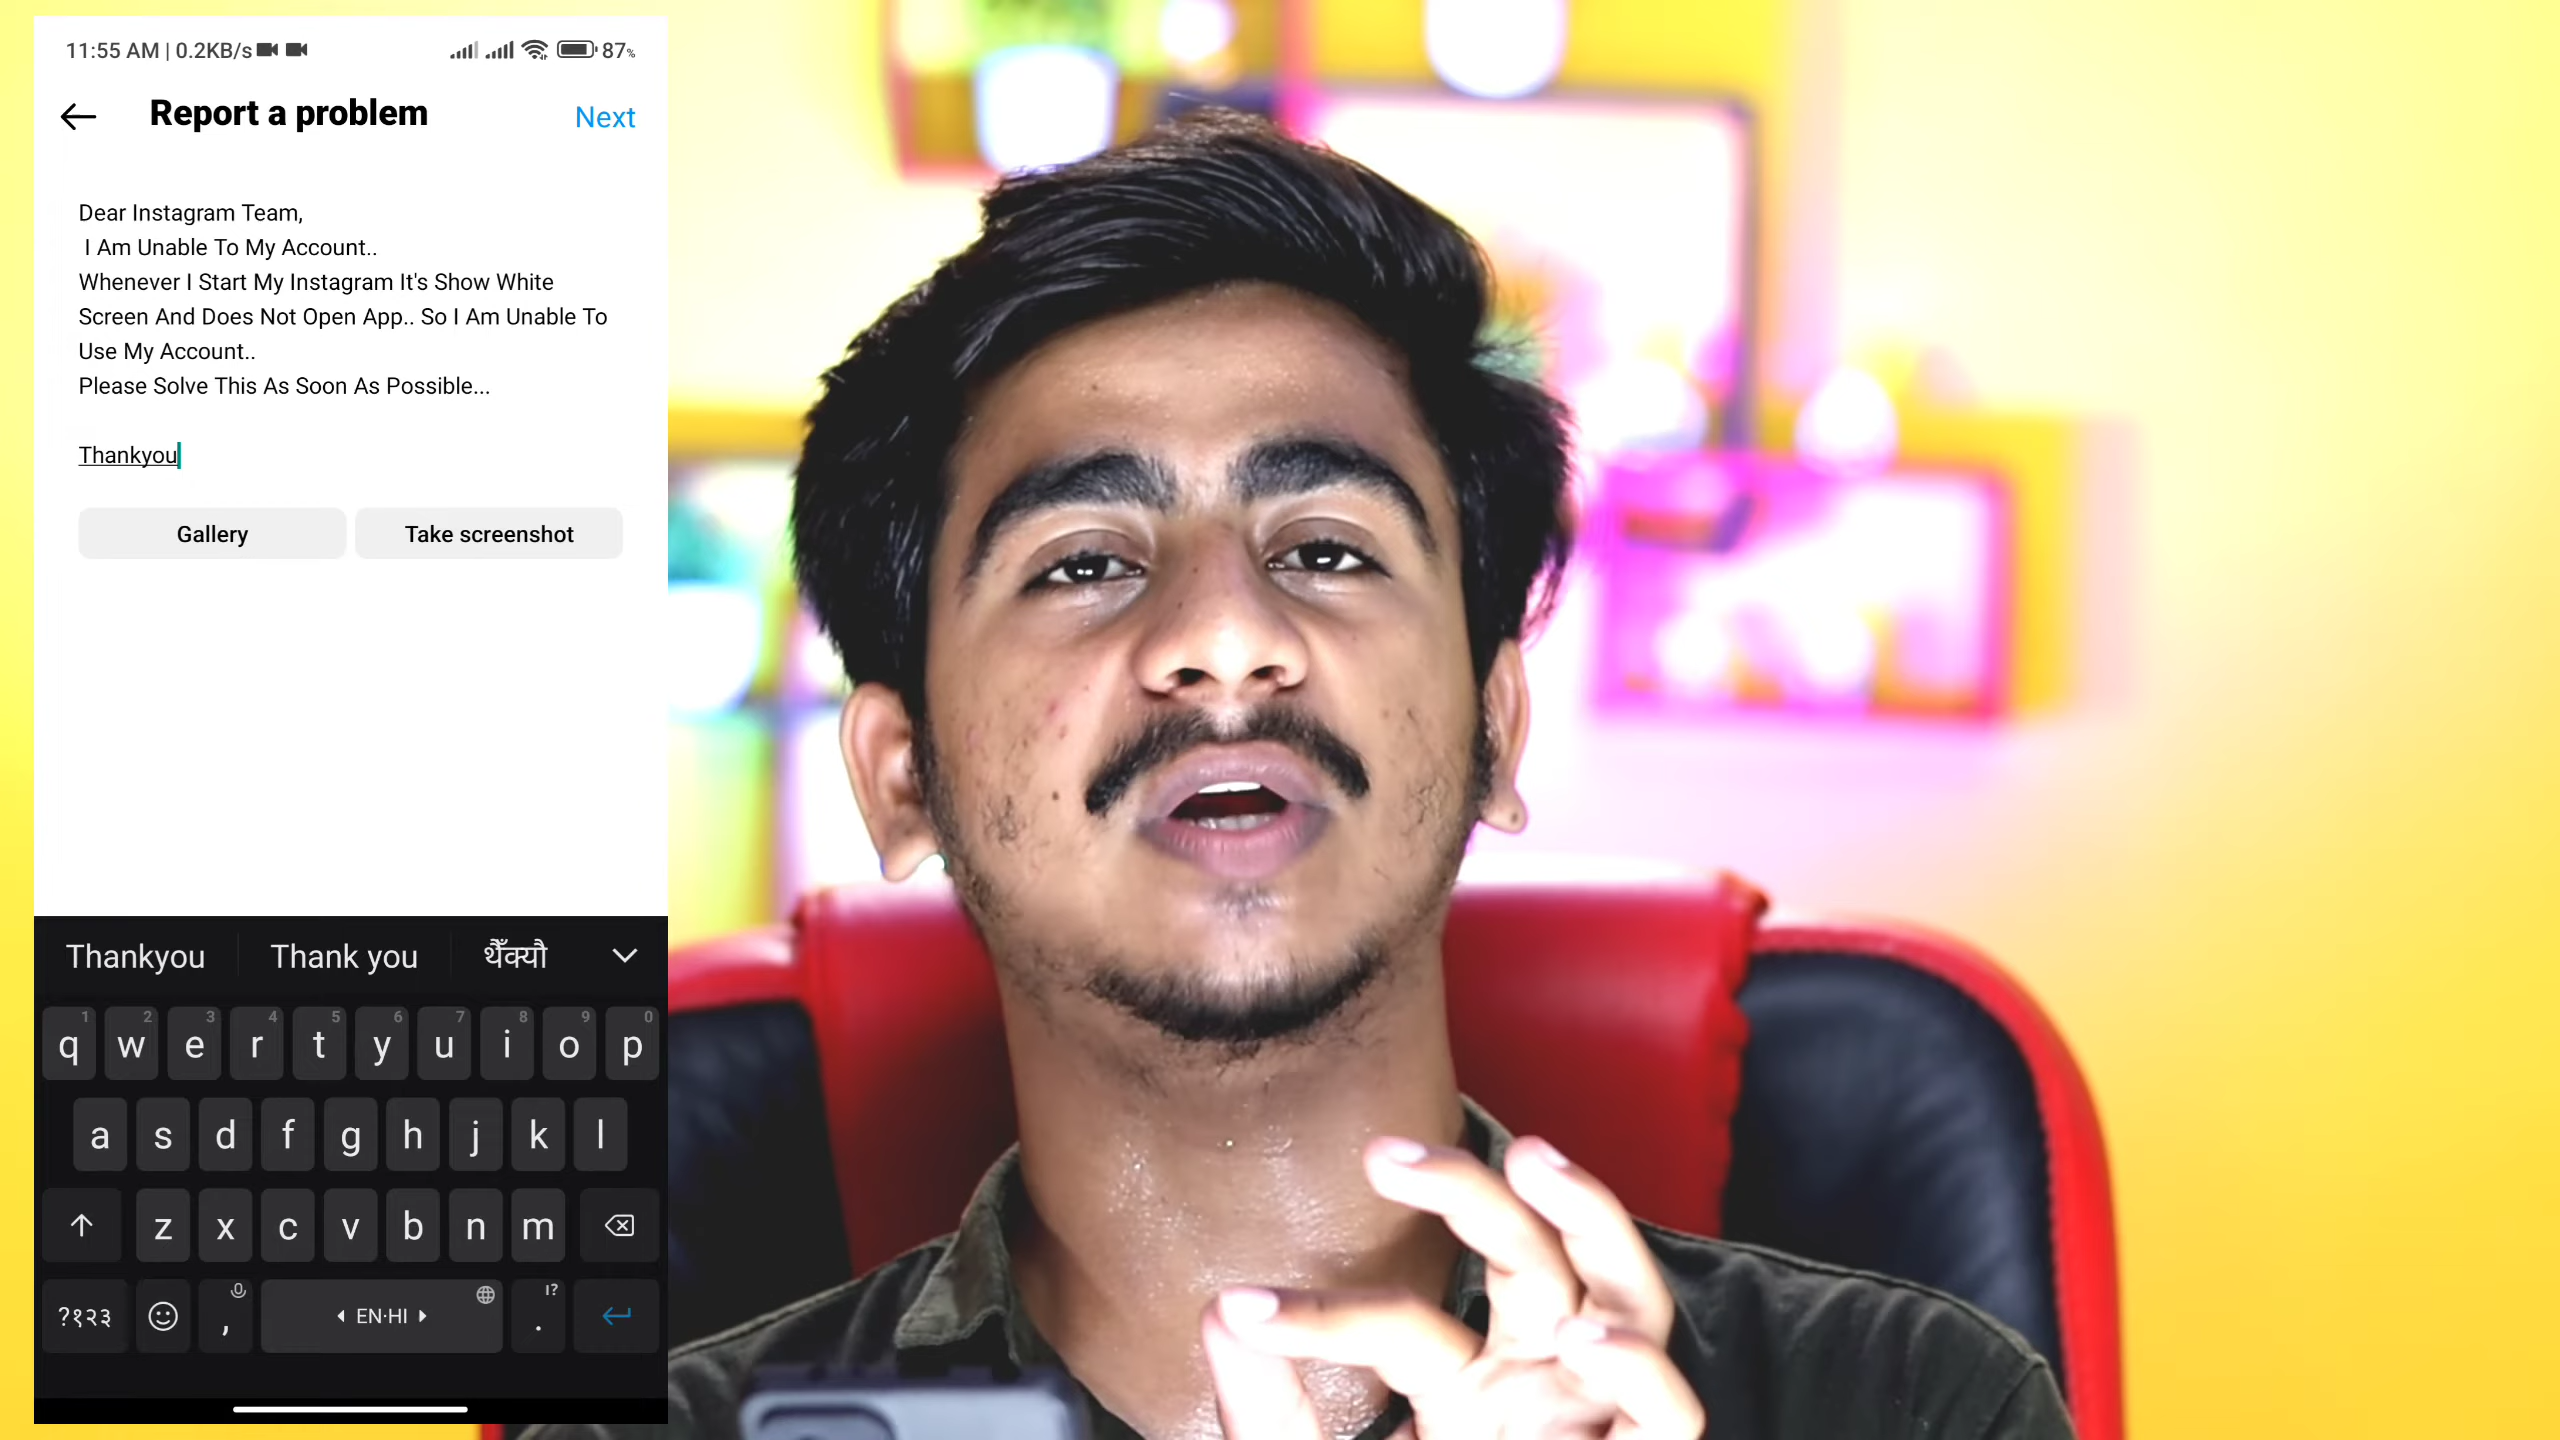 11:55 AM | 0.2KB/s 87%
Report a problem Next
Dear Instagram Team,
I Am Unable To My Account..
Whenever I Start My Instagram It's Show White
Screen And Does Not Open App.. So I Am Unable To
Use My Account..
Please Solve This As Soon As Possible...
Thankyou
Gallery Take screenshot
Thankyou Thank you थैँक्यौ
1 2 3 4 5 6 7 8 9 0
q w e r t y u i o p
a s d f g h j k l
z x c v b n m
?१२३ , EN·HI !? .